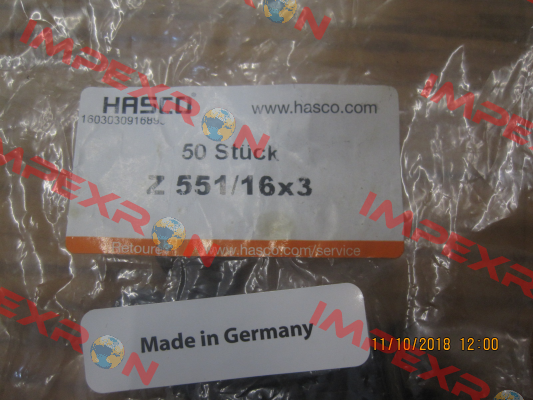 HASCO®
www.hasco.com
50 Stück
Z 551/16x3
www.hasco.com/service
Made in Germany
11/10/2018 12:00
IMPEXRON